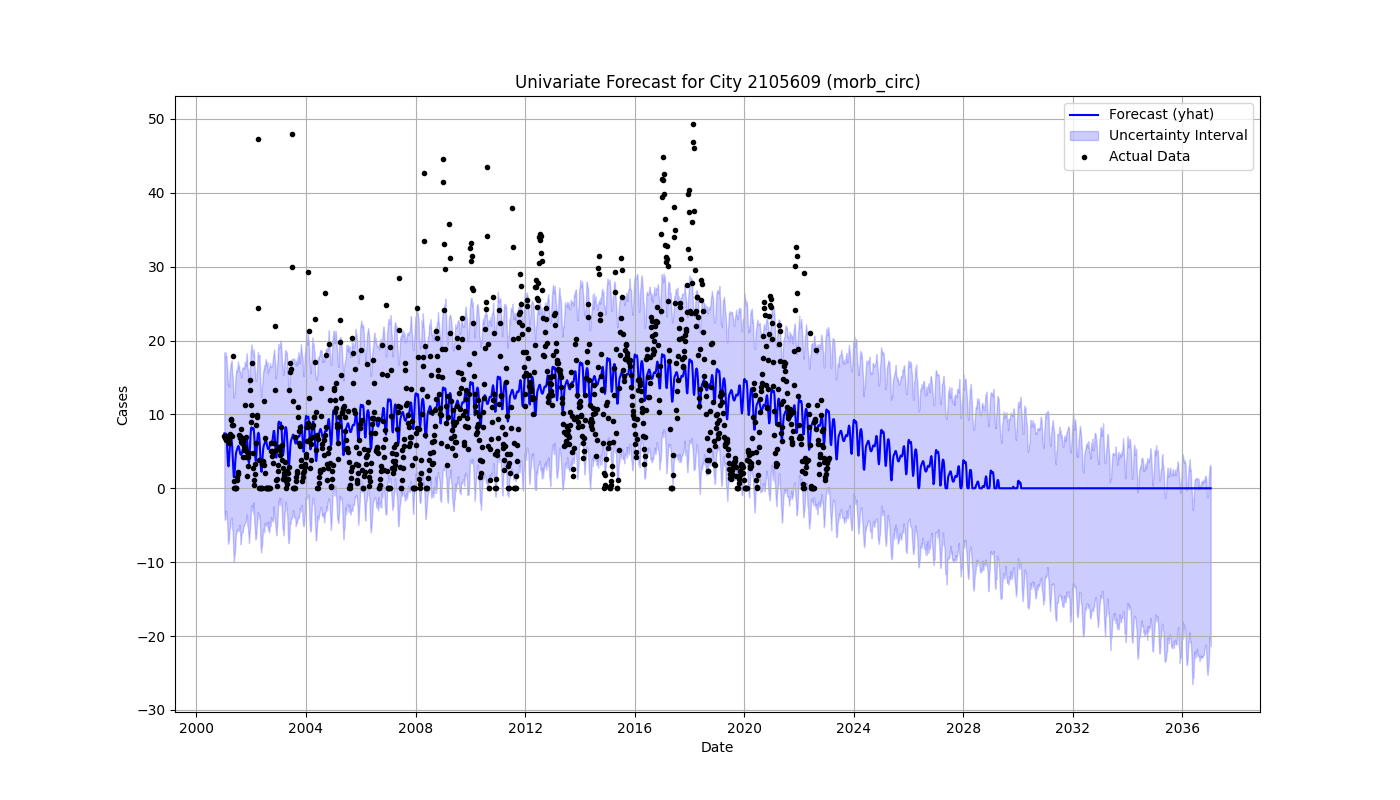 Univariate Forecast for City 2105609 (morb_circ)
Forecast (yhat)
Uncertainty Interval
Actual Data
Cases
50
40
30
20
10
0
−10
−20
−30
2000 2004 2008 2012 2016 2020 2024 2028 2032 2036
Date